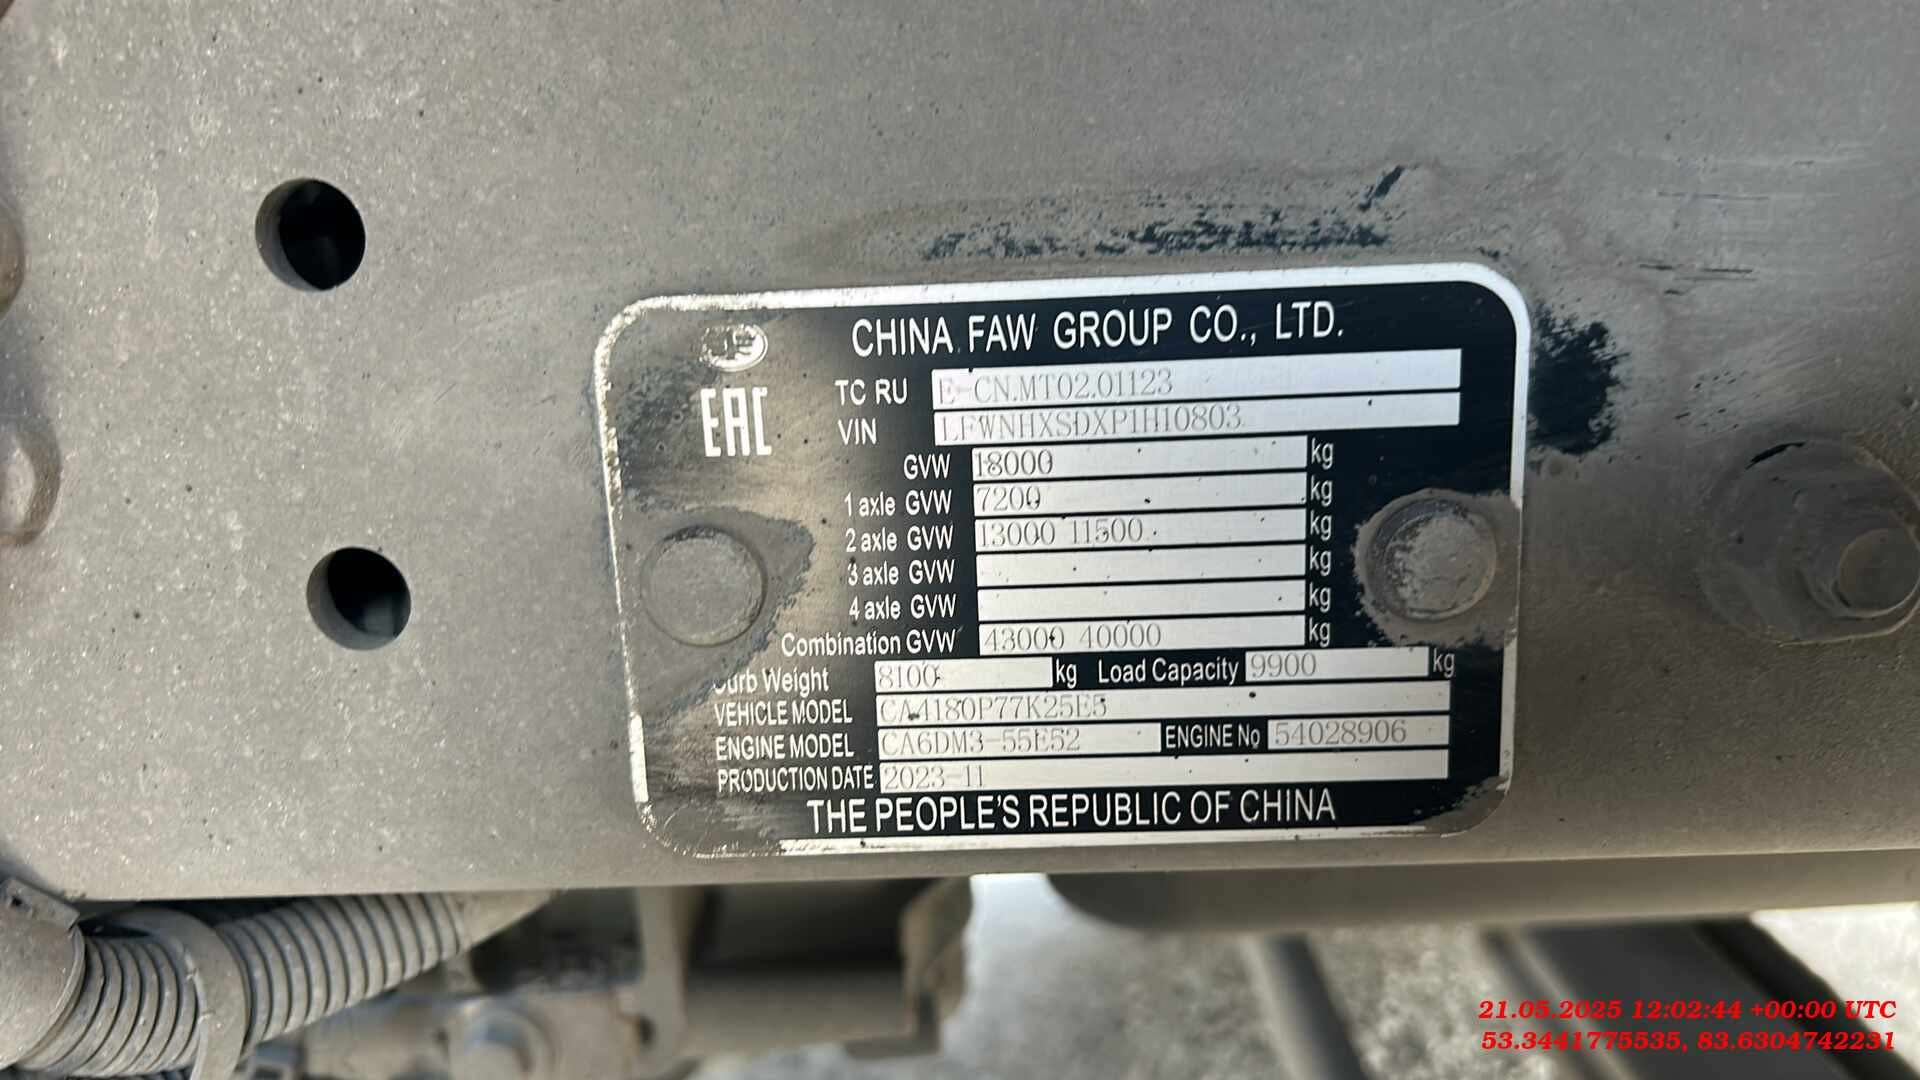 CHINA FAW GROUP CO., LTD.
EAC
TC RU E-CN.MT02.01123
VIN LFWNHXSDXP1H10803
GVW 18000 kg
1 axle GVW 7200 kg
2 axle GVW 13000 11500 kg
3 axle GVW kg
4 axle GVW kg
Combination GVW 43000 40000 kg
Curb Weight 8100 kg Load Capacity 9900 kg
VEHICLE MODEL CA4180P77K25E5
ENGINE MODEL CA6DM3-55E52 ENGINE No 54028906
PRODUCTION DATE 2023-11
THE PEOPLE'S REPUBLIC OF CHINA
21.05.2025 12:02:44 +00:00 UTC
53.3441775535, 83.6304742231